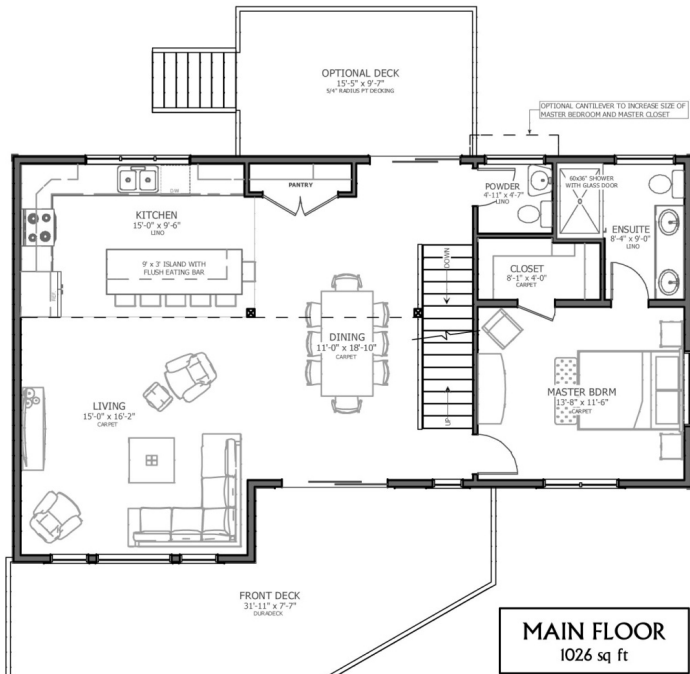 OPTIONAL DECK
15'-5" x 9'-7"
5/4" RADIUS PT DECKING
OPTIONAL CANTILEVER TO INCREASE SIZE OF
MASTER BEDROOM AND MASTER CLOSET
PANTRY
POWDER
4'-11" x 4'-7"
LINO
60x36" SHOWER
WITH GLASS DOOR
ENSUITE
8'-4" x 9'-0"
LINO
KITCHEN
15'-0" x 9'-6"
LINO
9' x 3' ISLAND WITH
FLUSH EATING BAR
CLOSET
8'-1" x 4'-0"
CARPET
DOWN
DINING
11'-0" x 18'-10"
CARPET
UP
MASTER BDRM
13'-8" x 11'-6"
CARPET
LIVING
15'-0" x 16'-2"
CARPET
FRONT DECK
31'-11" x 7'-7"
DURADECK
MAIN FLOOR
1026 sq ft